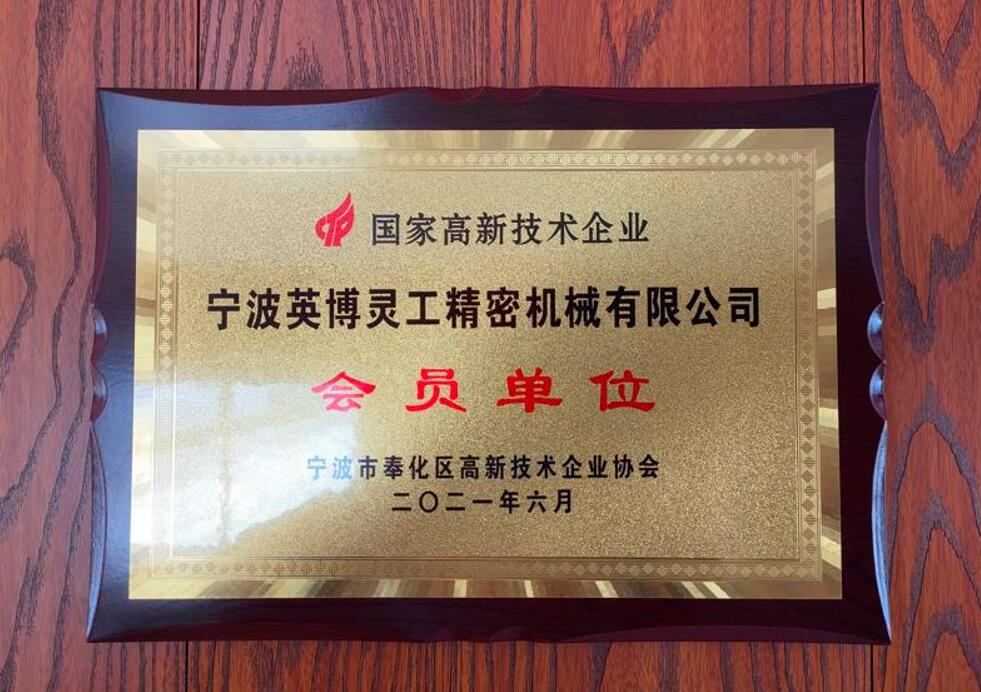 国家高新技术企业
宁波英博灵工精密机械有限公司
会员单位
宁波市奉化区高新技术企业协会
二〇二一年六月